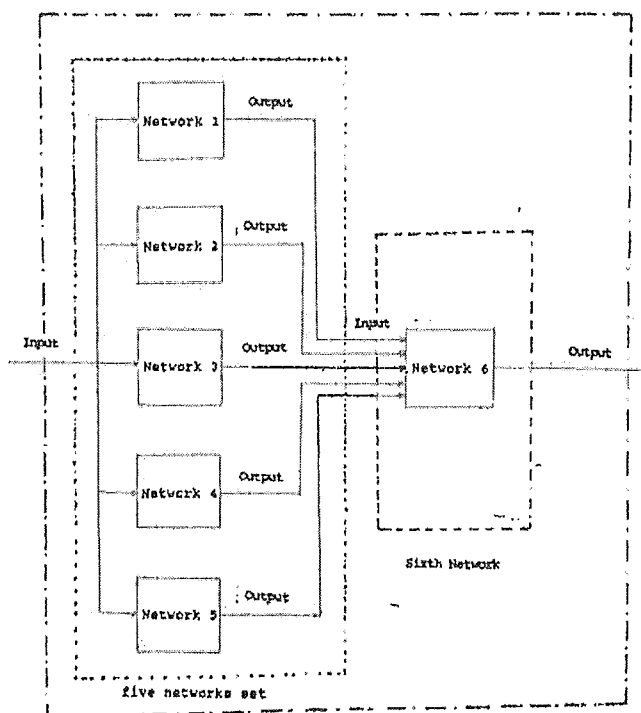 Output
Network 1
Output
Network 2
Input
Input
Output
Network 3
Network 6
Output
Output
Network 4
Sixth Network
Output
Network 5
five networks set